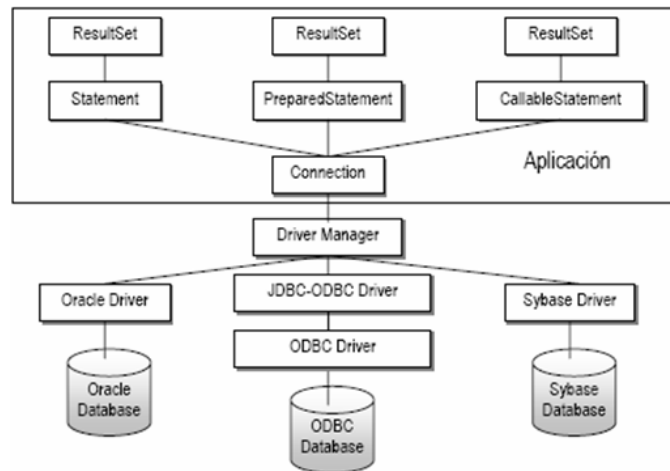 ResultSet
ResultSet
ResultSet
Statement
PreparedStatement
CallableStatement
Connection
Aplicación
Driver Manager
Oracle Driver
JDBC-ODBC Driver
Sybase Driver
ODBC Driver
Oracle
Database
ODBC
Database
Sybase
Database